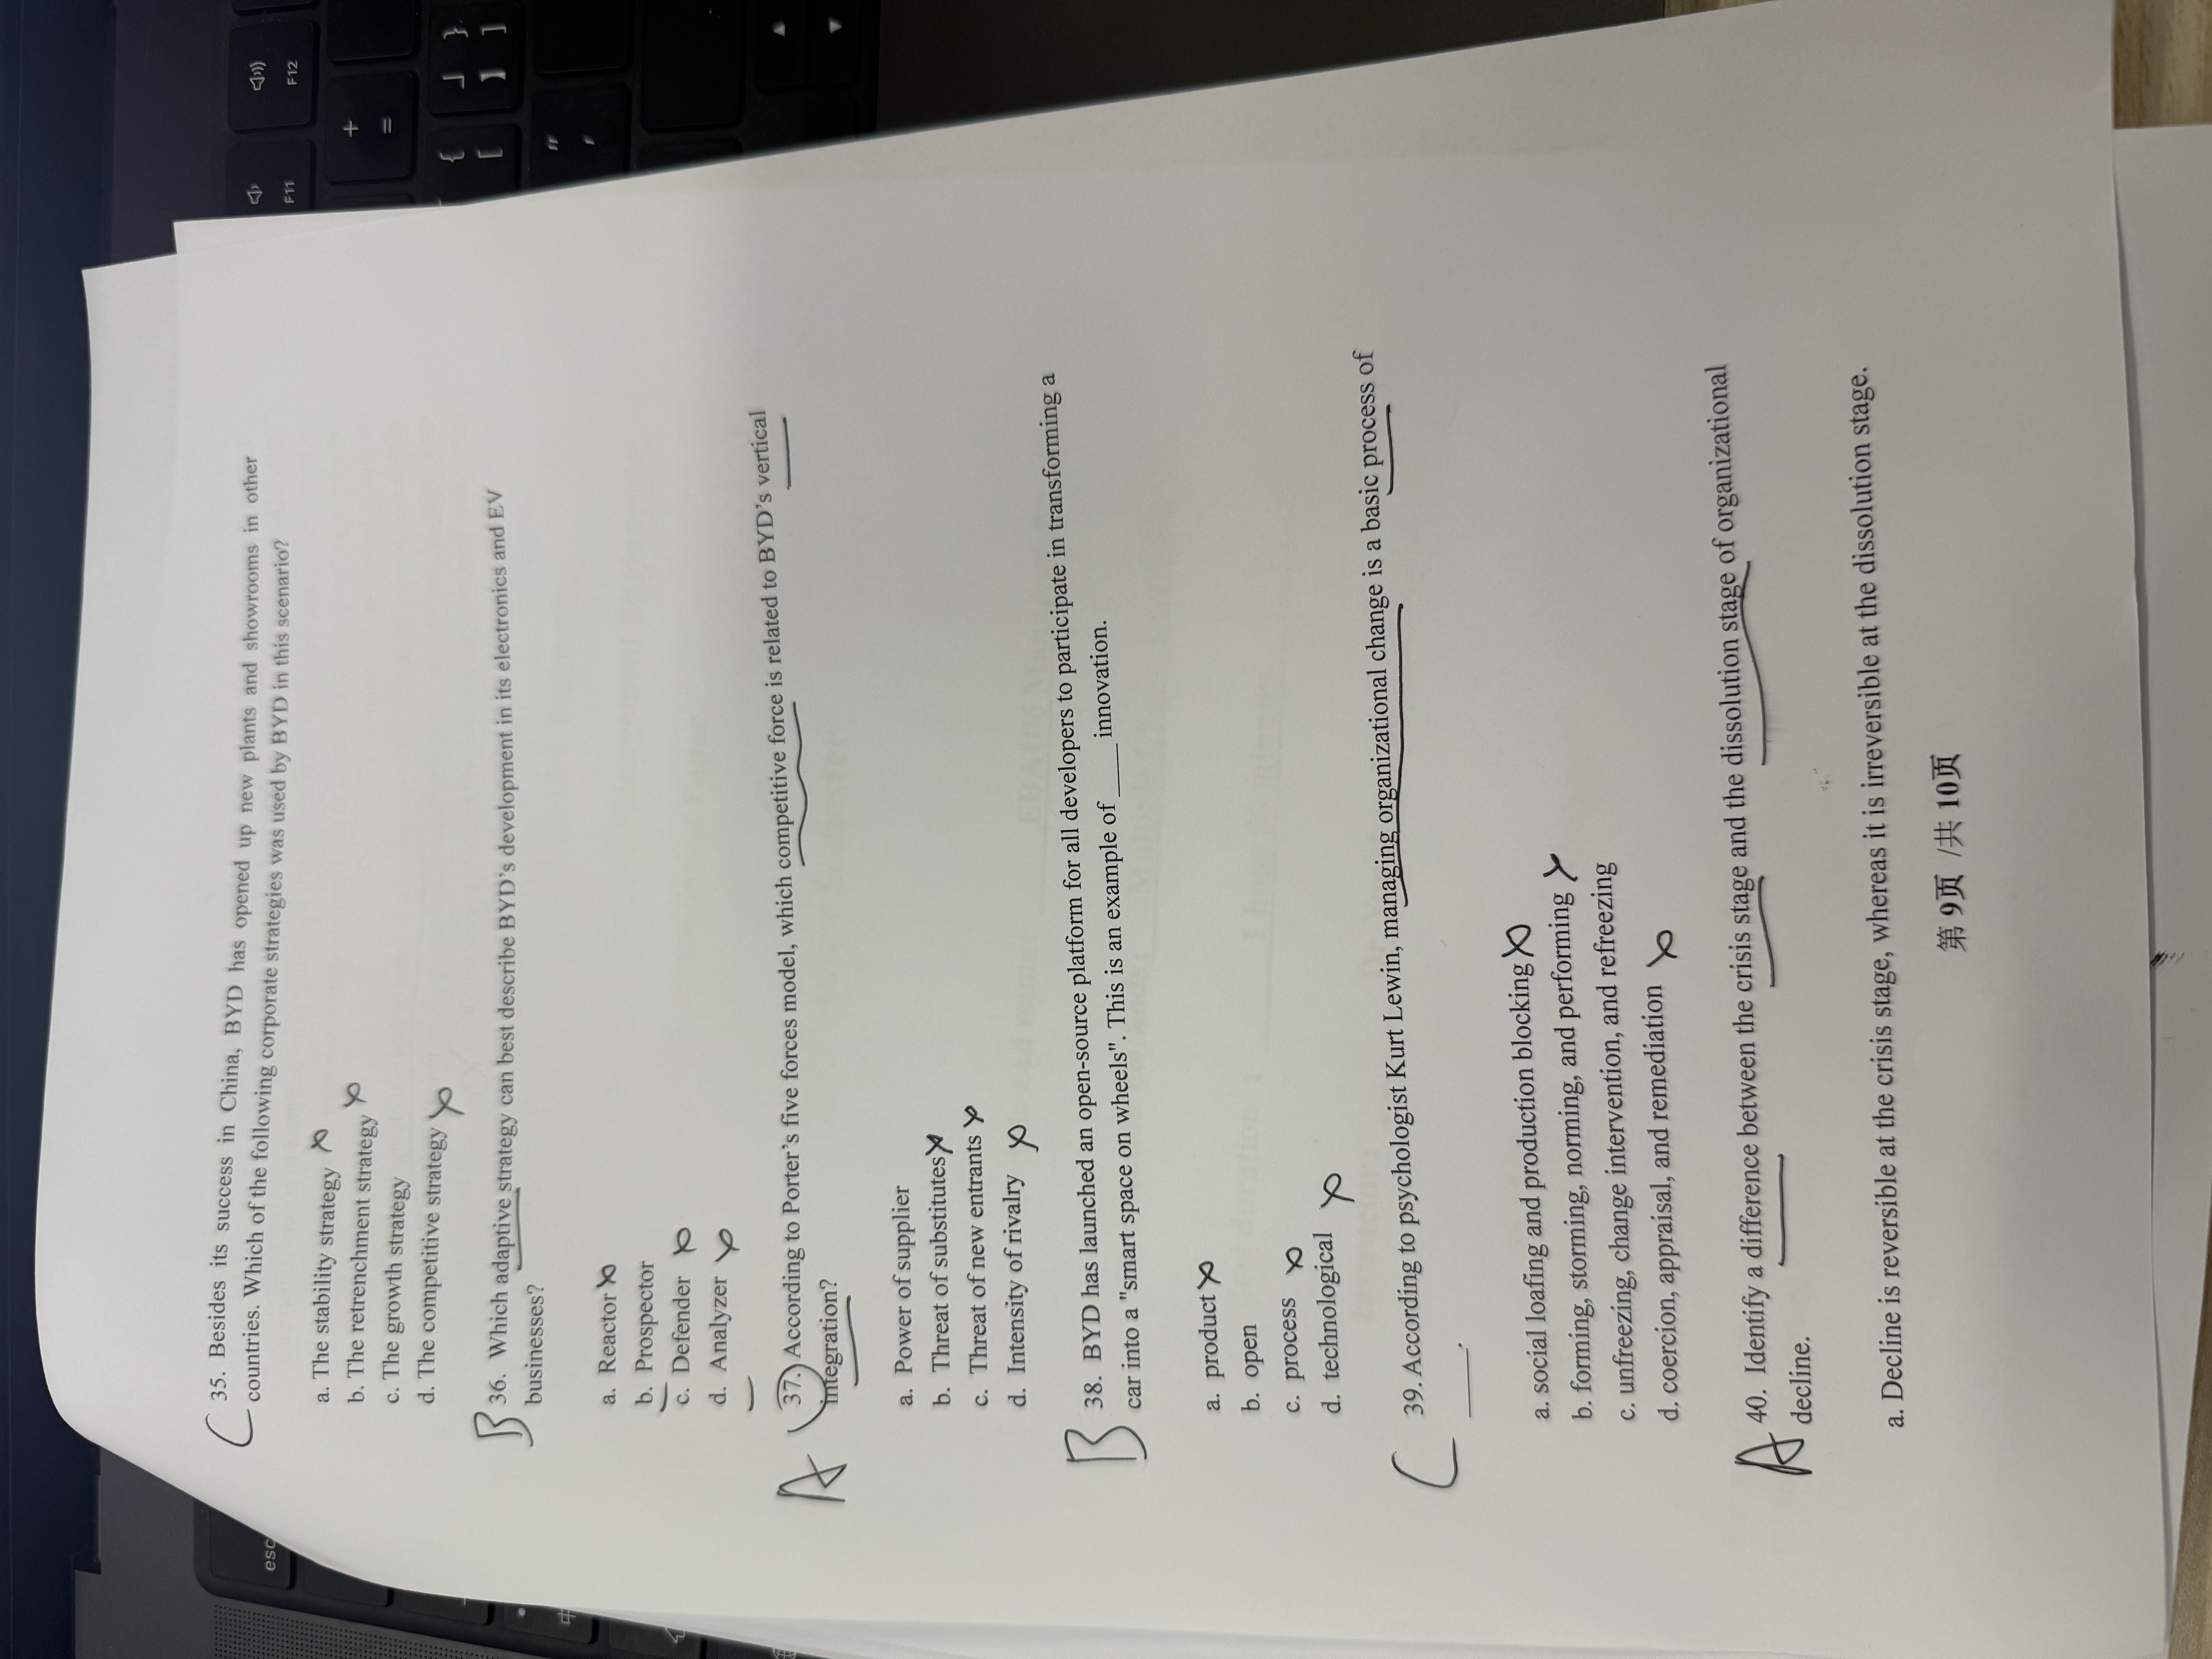 C 35. Besides its success in China, BYD has opened up new plants and showrooms in other
countries. Which of the following corporate strategies was used by BYD in this scenario?
a. The stability strategy
b. The retrenchment strategy
c. The growth strategy
d. The competitive strategy
B 36. Which adaptive strategy can best describe BYD's development in its electronics and EV
businesses?
a. Reactor
b. Prospector
c. Defender
d. Analyzer
A 37. According to Porter's five forces model, which competitive force is related to BYD's vertical
integration?
a. Power of supplier
b. Threat of substitutes
c. Threat of new entrants
d. Intensity of rivalry
B 38. BYD has launched an open-source platform for all developers to participate in transforming a
car into a "smart space on wheels". This is an example of ____ innovation.
a. product
b. open
c. process
d. technological
C 39. According to psychologist Kurt Lewin, managing organizational change is a basic process of
____.
a. social loafing and production blocking
b. forming, storming, norming, and performing
c. unfreezing, change intervention, and refreezing
d. coercion, appraisal, and remediation
A 40. Identify a difference between the crisis stage and the dissolution stage of organizational
decline.
a. Decline is reversible at the crisis stage, whereas it is irreversible at the dissolution stage.
第 9页 /共 10页
esc
F11
F12
+
=
{
[
」 }
】 ]
"
'
中